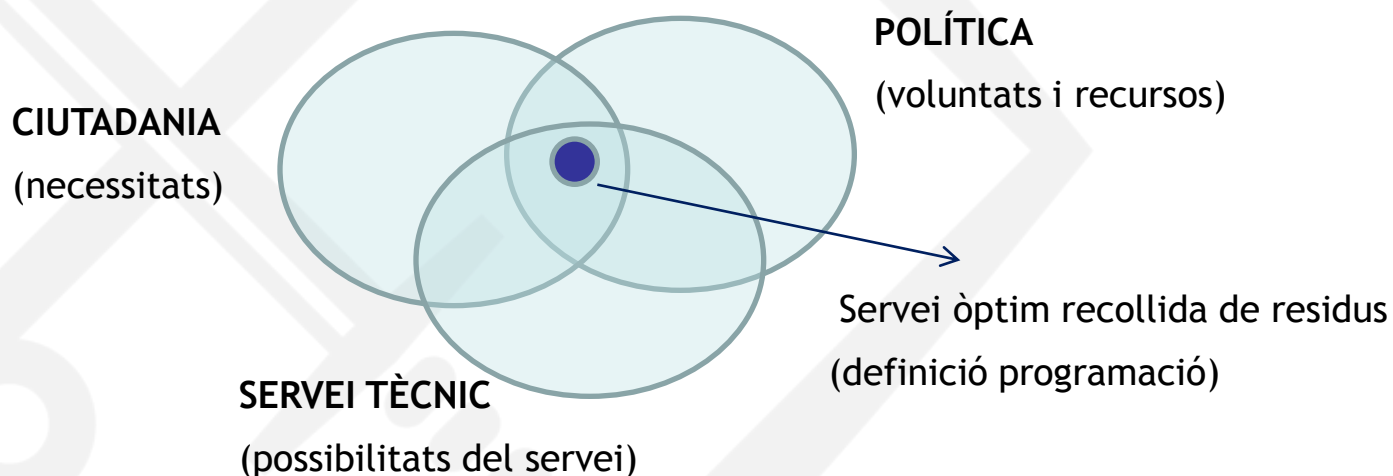 POLÍTICA
(voluntats i recursos)
CIUTADANIA
(necessitats)
Servei òptim recollida de residus
(definició programació)
SERVEI TÈCNIC
(possibilitats del servei)